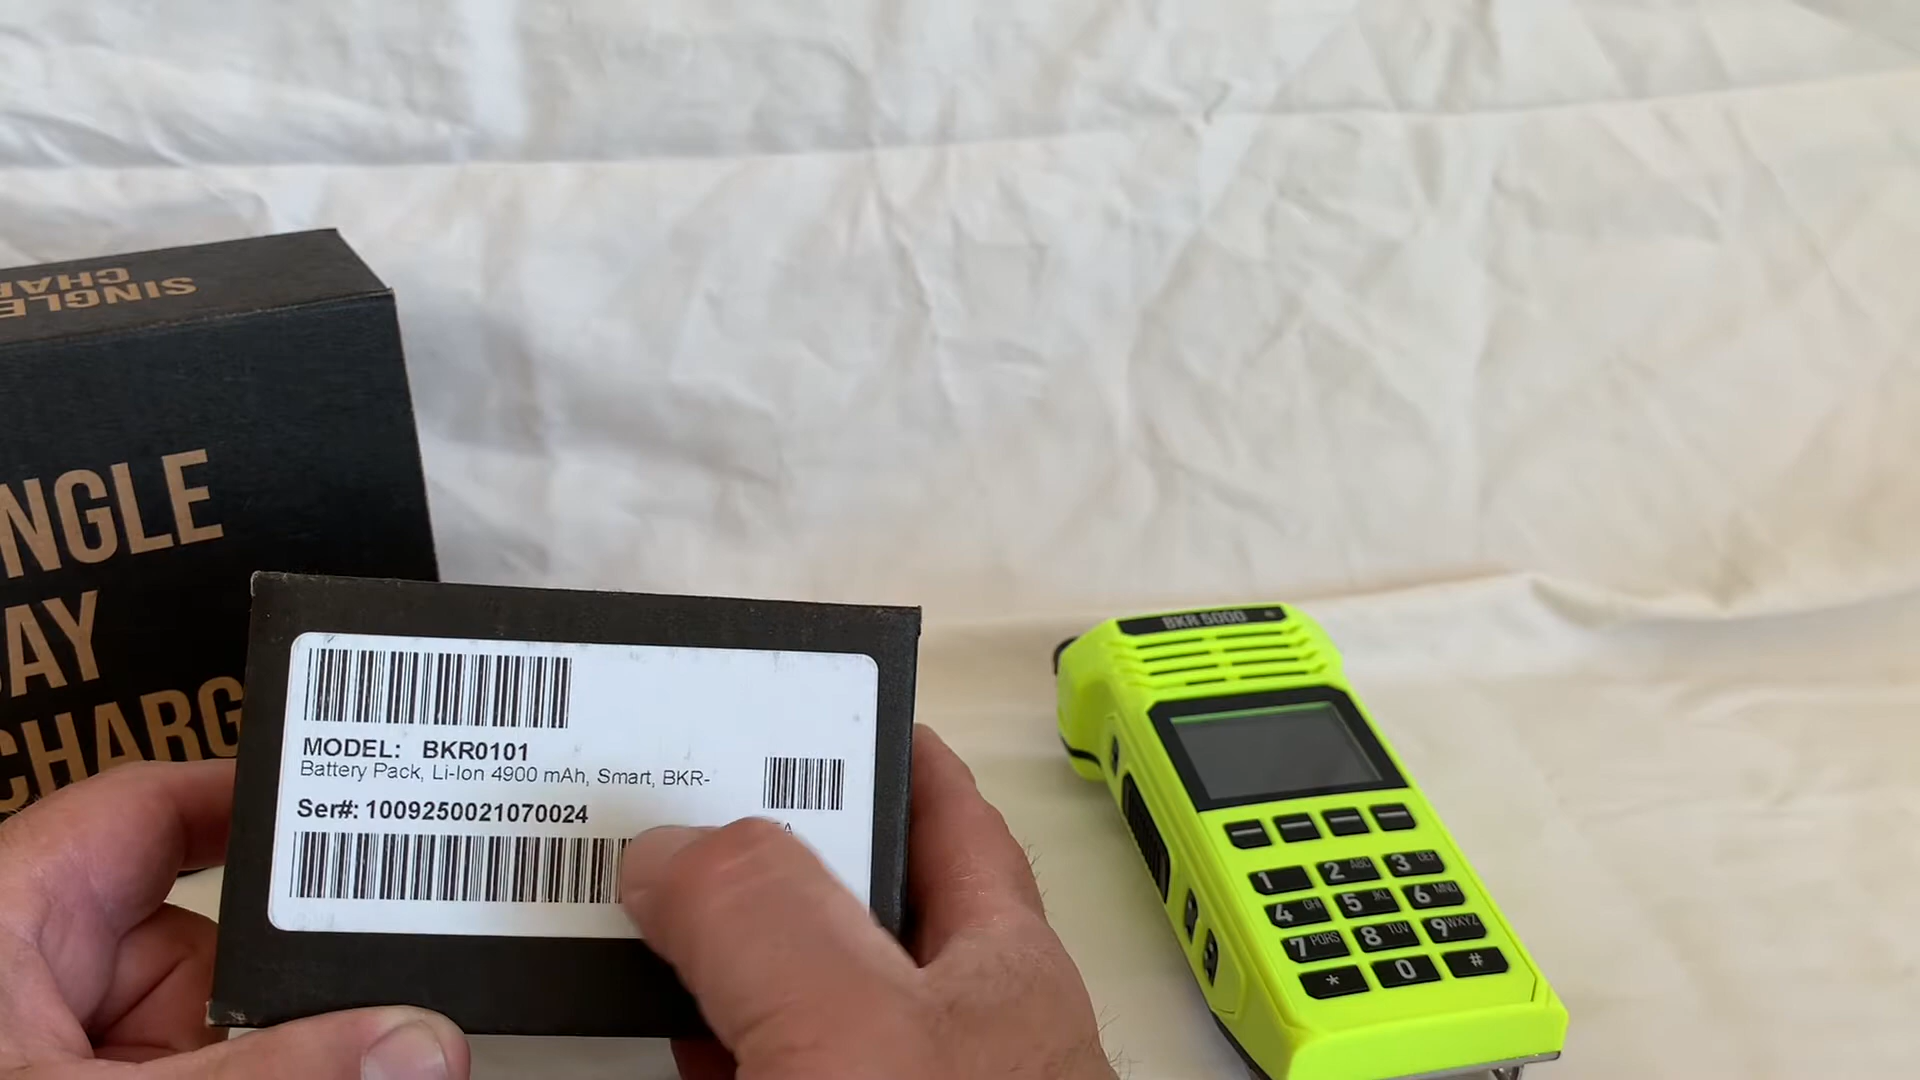 SINGLE
CHAR
NGLE
AY
CHARG
MODEL: BKR0101
Battery Pack, Li-Ion 4900 mAh, Smart, BKR-
Ser#: 1009250021070024
BKR 5000
1 2 ABC 3 DEF
4 GHI 5 JKL 6 MNO
7 PQRS 8 TUV 9 WXYZ
* 0 #